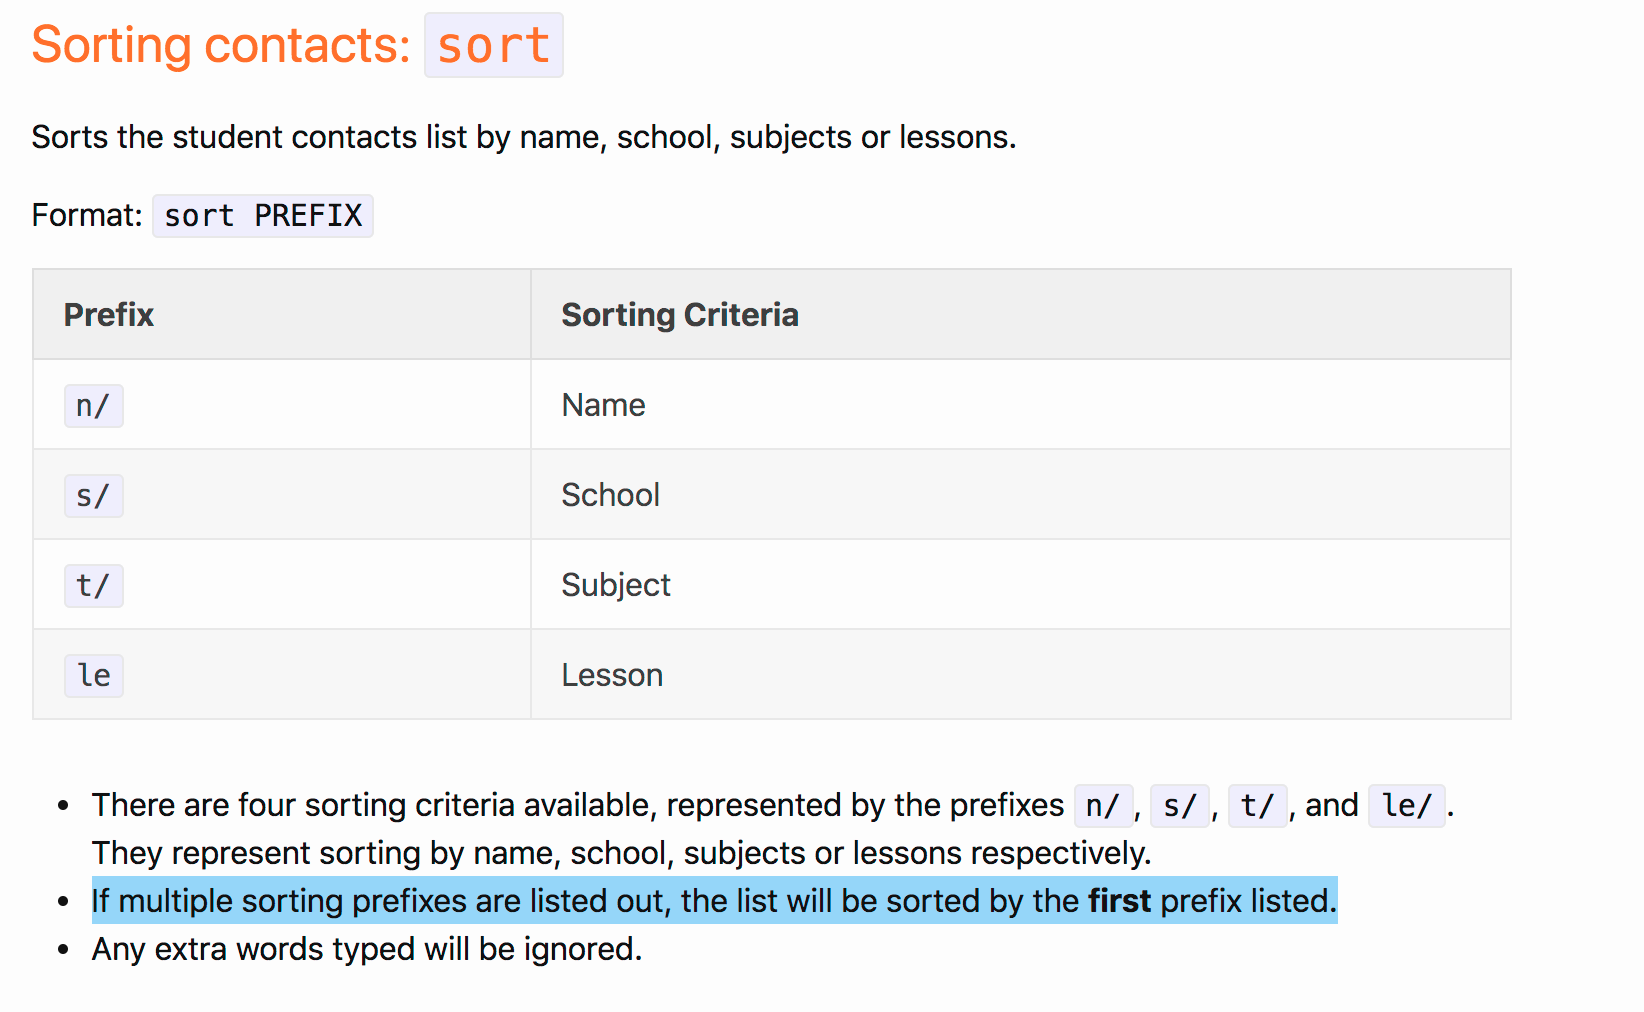 Sorting contacts: sort
Sorts the student contacts list by name, school, subjects or lessons.
Format: sort PREFIX
Prefix Sorting Criteria
n/ Name
s/ School
t/ Subject
le Lesson
• There are four sorting criteria available, represented by the prefixes n/, s/, t/, and le/.
They represent sorting by name, school, subjects or lessons respectively.
• If multiple sorting prefixes are listed out, the list will be sorted by the first prefix listed.
• Any extra words typed will be ignored.